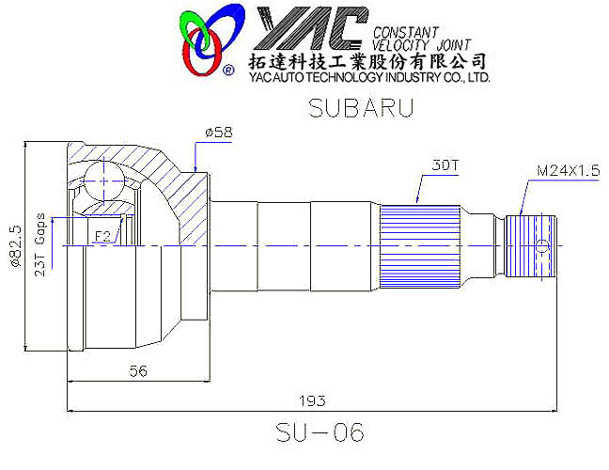 YAC CONSTANT
VELOCITY JOINT
®
拓達科技工業股份有限公司
YAC AUTO TECHNOLOGY INDUSTRY CO., LTD.
SUBARU
ø58
30T
M24X1.5
ø82.5
23T Gaps
F2
56
193
SU-06